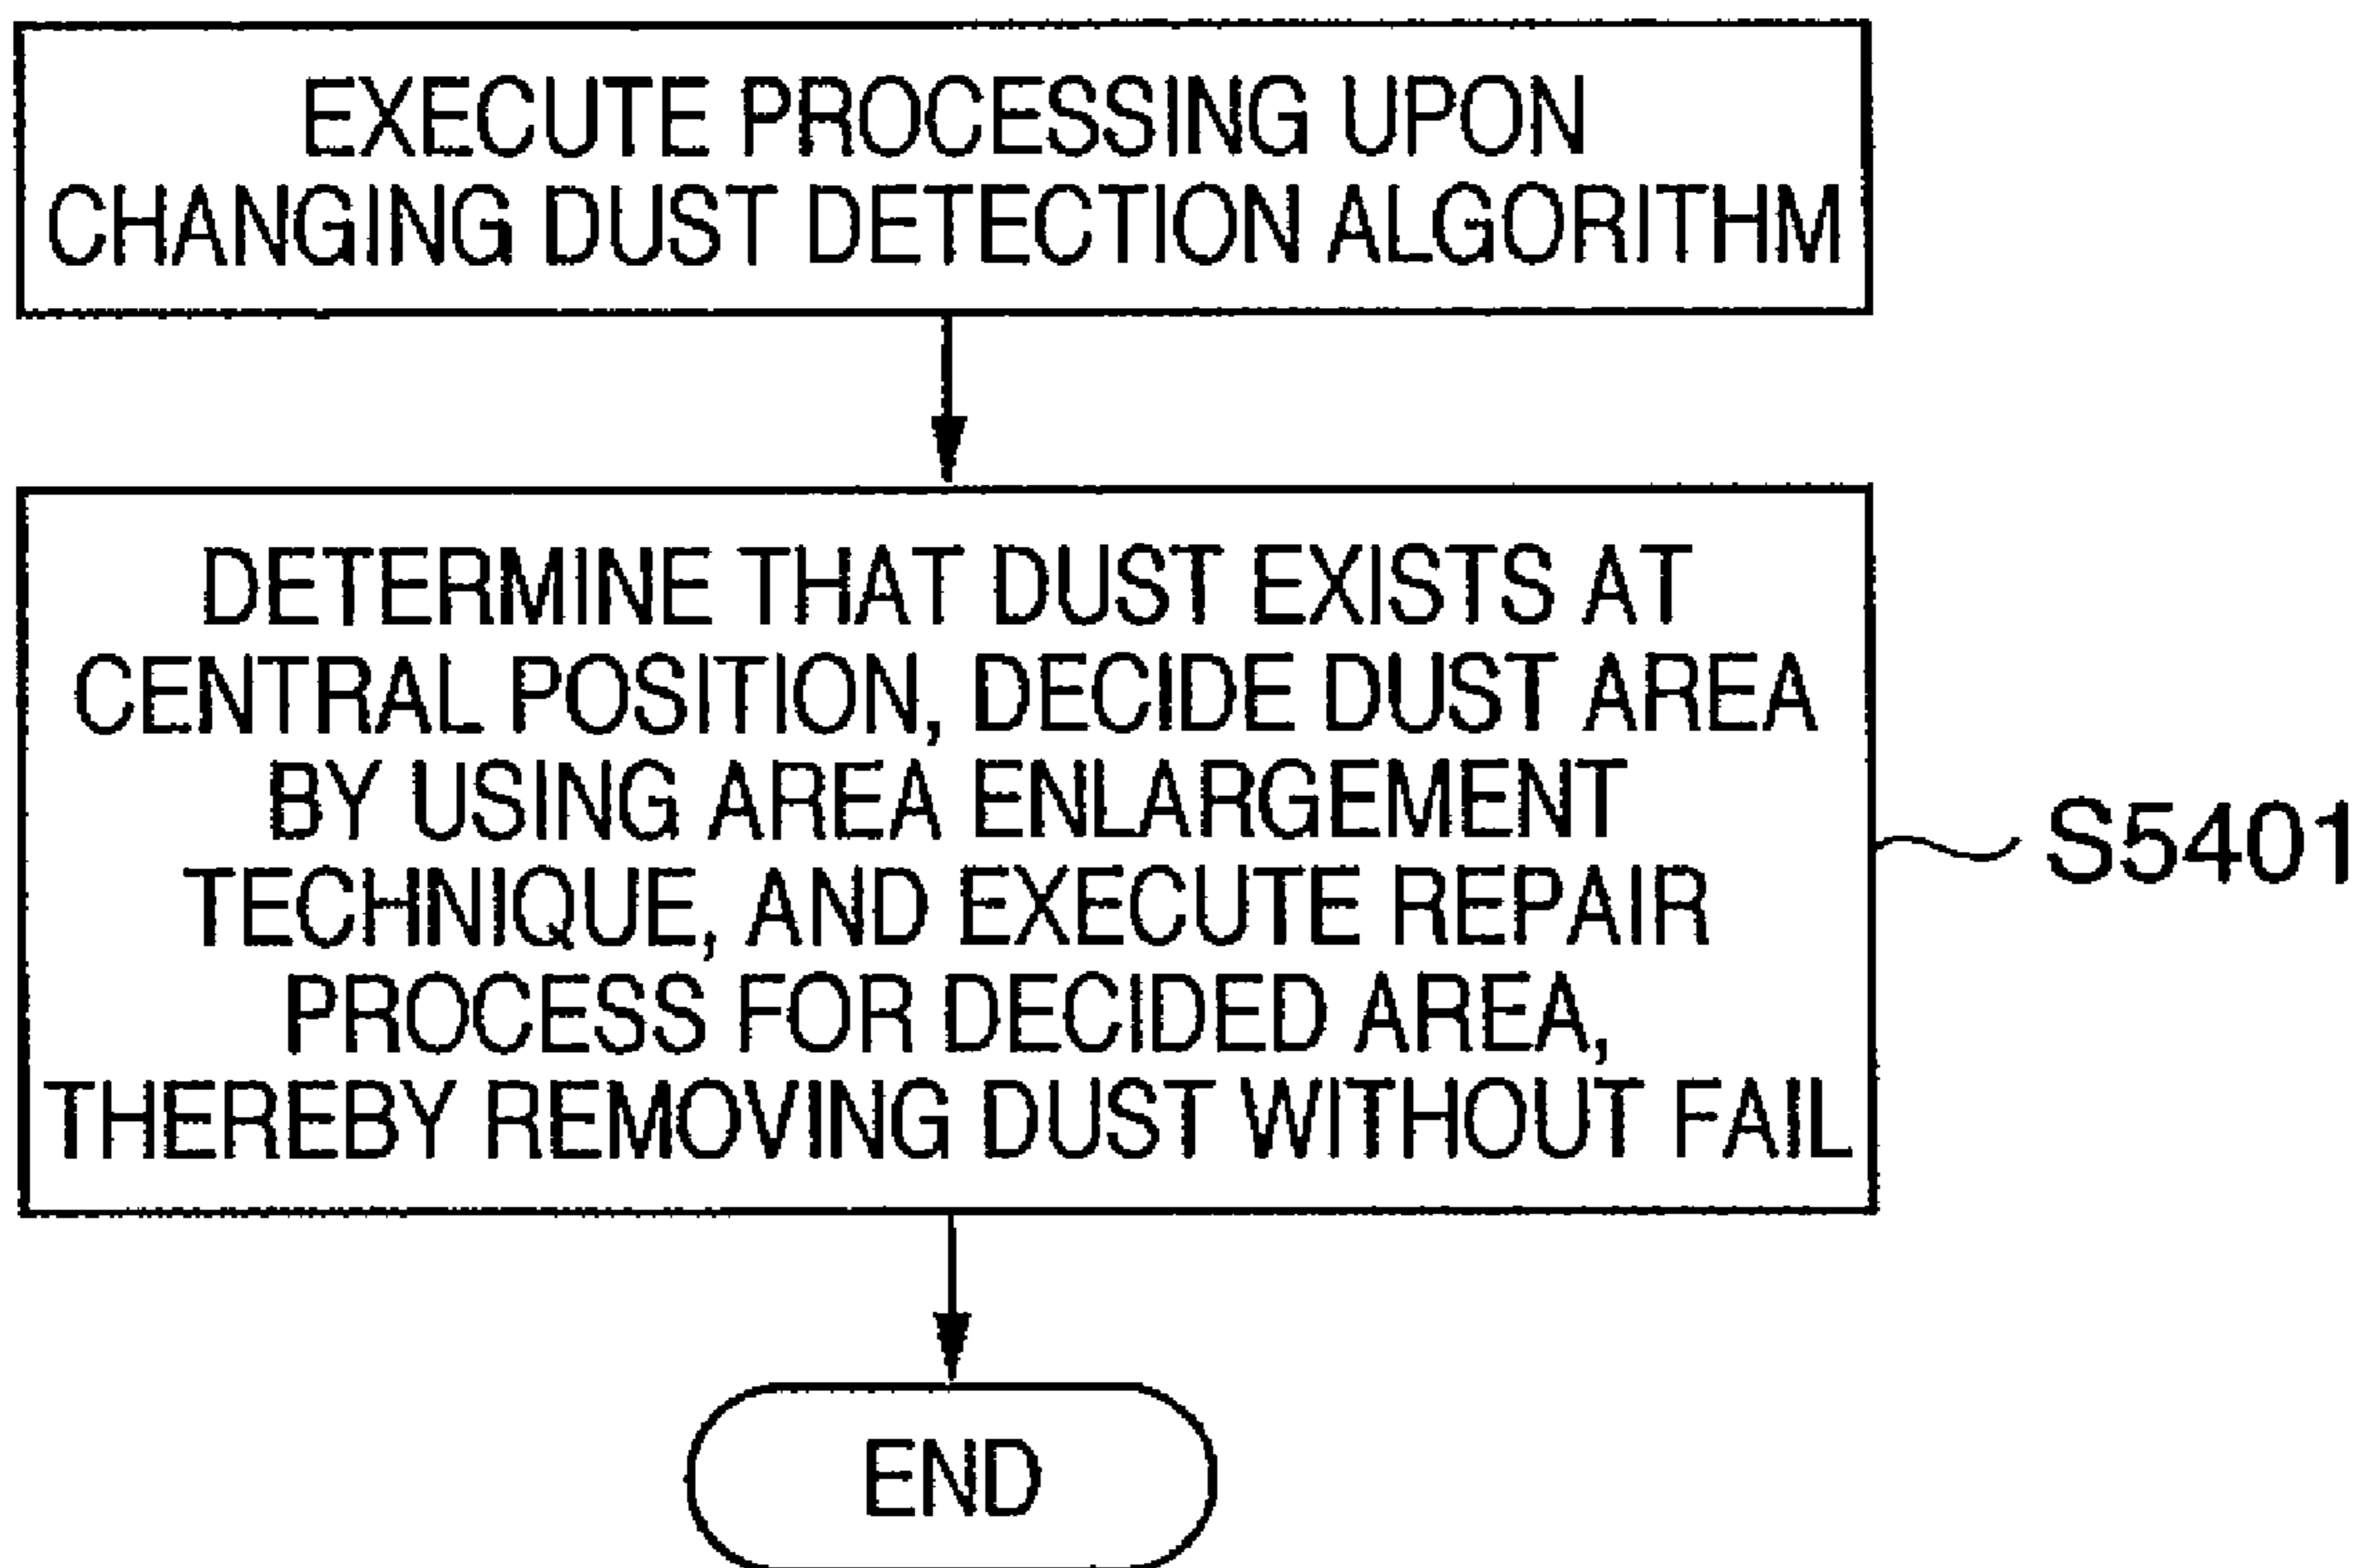 EXECUTE PROCESSING UPON
CHANGING DUST DETECTION ALGORITHM
DETERMINE THAT DUST EXISTS AT
CENTRAL POSITION, DECIDE DUST AREA
BY USING AREA ENLARGEMENT
TECHNIQUE, AND EXECUTE REPAIR
PROCESS FOR DECIDED AREA,
THEREBY REMOVING DUST WITHOUT FAIL
S5401
END